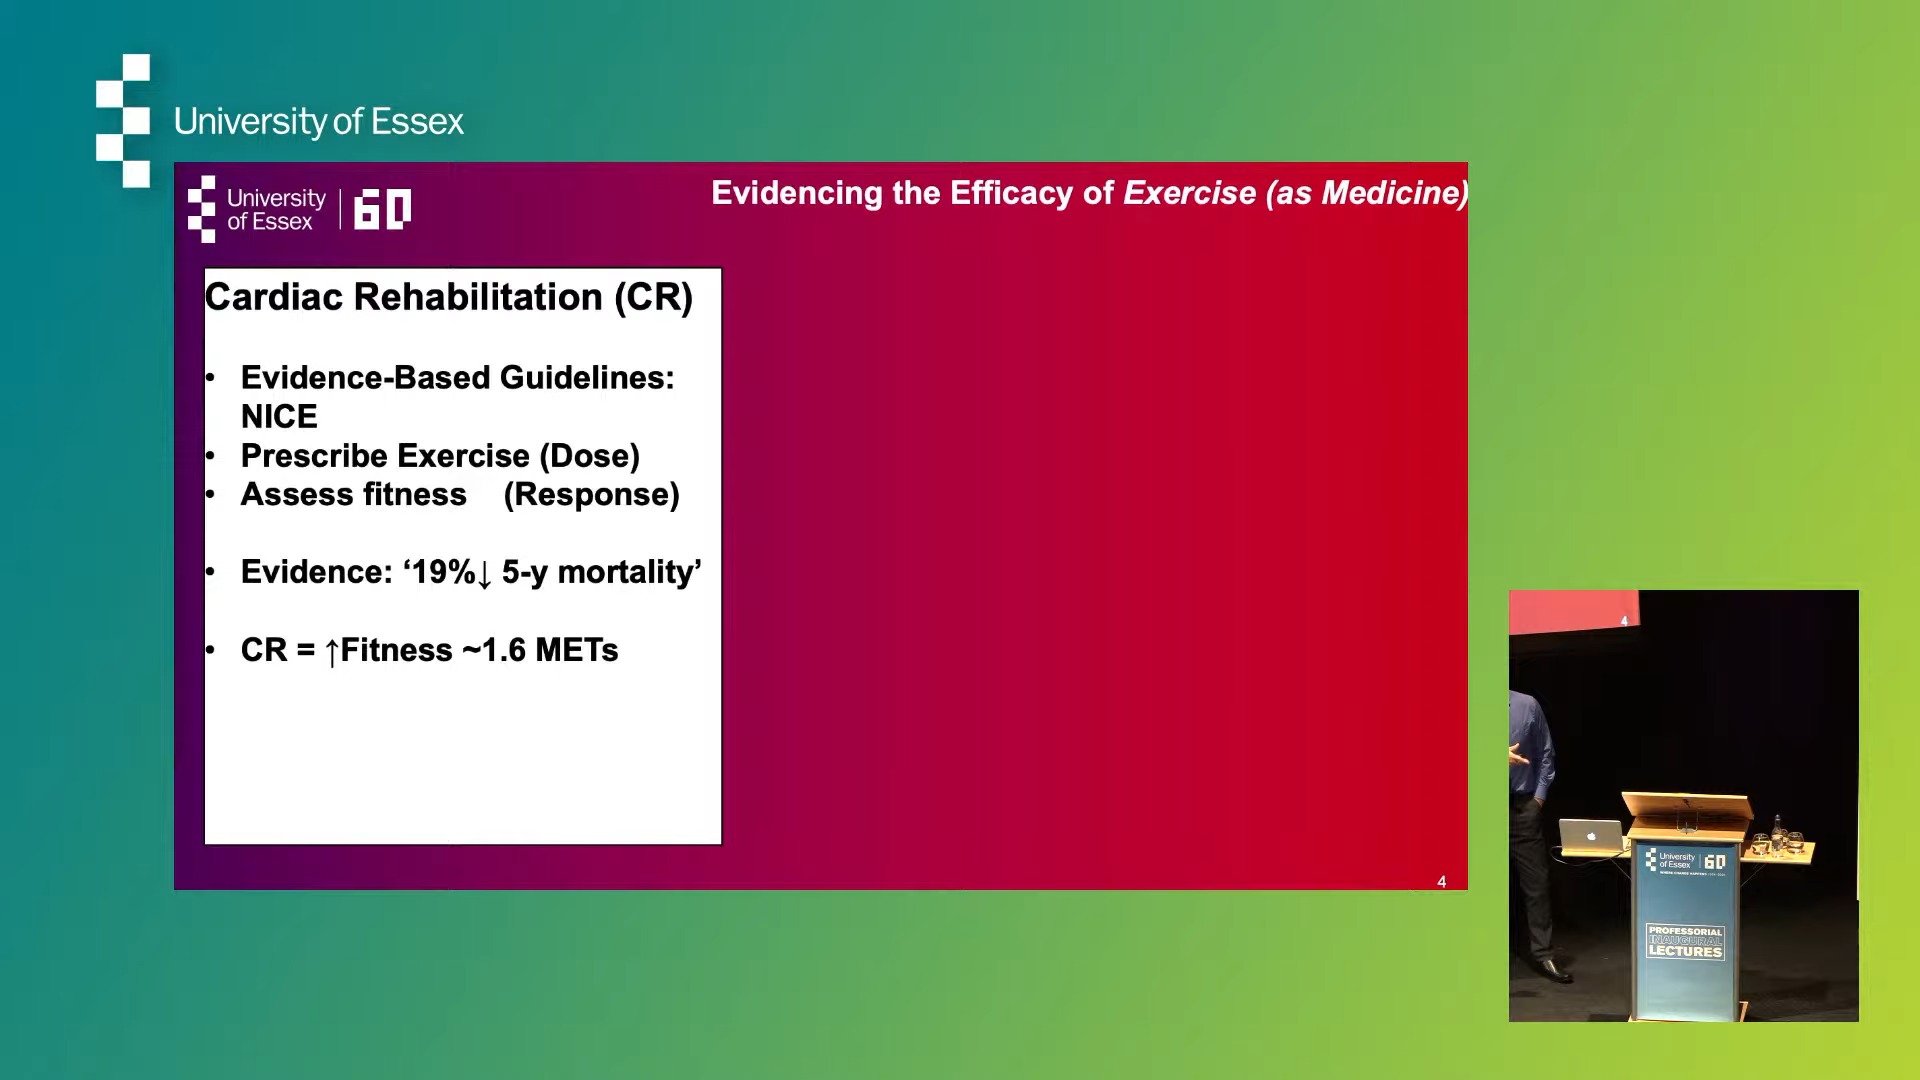 University of Essex
University
of Essex
60
Evidencing the Efficacy of Exercise (as Medicine)
Cardiac Rehabilitation (CR)
• Evidence-Based Guidelines:
NICE
• Prescribe Exercise (Dose)
• Assess fitness (Response)
• Evidence: ‘19%↓ 5-y mortality’
• CR = ↑Fitness ~1.6 METs
4
4
University
of Essex
60
PROFESSORIAL
INAUGURAL
LECTURES